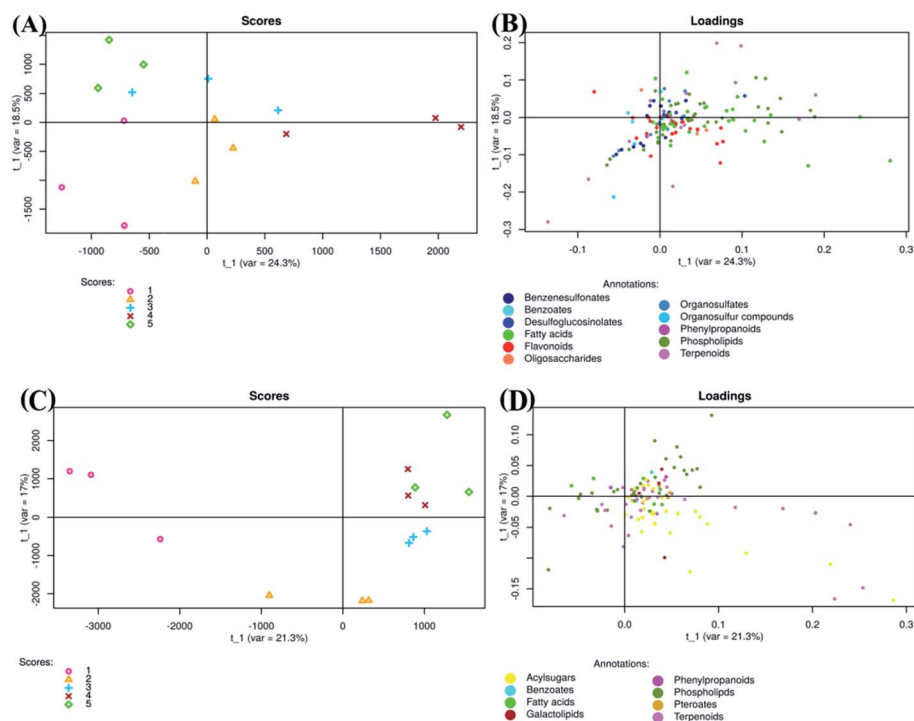 (A)
Scores
1000
500
0
-500
-1500
t_1 (var = 18.5%)
-1000
-500
0
500
1000
1500
2000
t_1 (var = 24.3%)
Scores:
1
2
3
4
5
(B)
Loadings
0.2
0.1
0.0
-0.1
-0.2
-0.3
t_1 (var = 18.5%)
-0.1
0.0
0.1
0.2
0.3
t_1 (var = 24.3%)
Annotations:
Benzenesulfonates
Benzoates
Desulfoglucosinolates
Fatty acids
Flavonoids
Oligosaccharides
Organosulfates
Organosulfur compounds
Phenylpropanoids
Phospholipids
Terpenoids
(C)
Scores
2000
1000
0
-1000
-2000
t_1 (var = 17%)
-3000
-2000
-1000
0
1000
t_1 (var = 21.3%)
Scores:
1
2
3
4
5
(D)
Loadings
0.10
0.05
0.00
-0.05
-0.15
t_1 (var = 17%)
0.0
0.1
0.2
0.3
t_1 (var = 21.3%)
Annotations:
Acylsugars
Benzoates
Fatty acids
Galactolipids
Phenylpropanoids
Phospholipds
Pteroates
Terpenoids